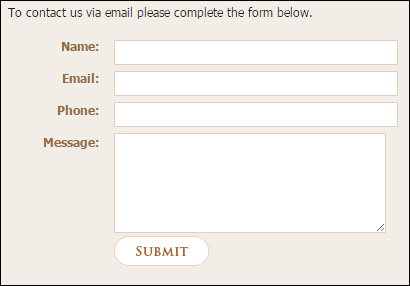 To contact us via email please complete the form below.
Name:
Email:
Phone:
Message:
Submit